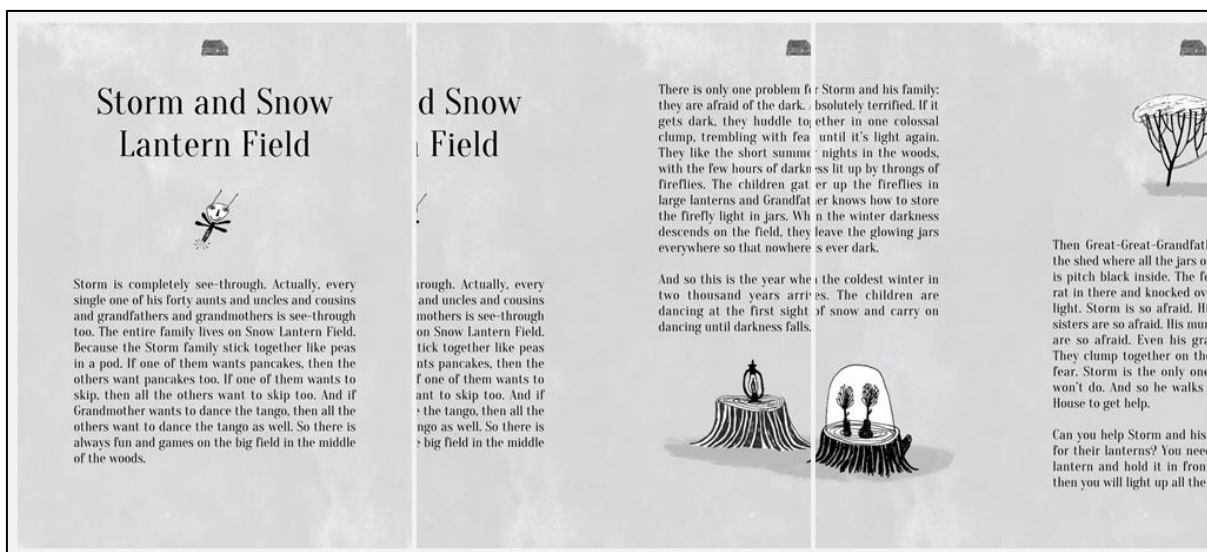 Storm and Snow
Lantern Field
Storm is completely see-through. Actually, every
single one of his forty aunts and uncles and cousins
and grandfathers and grandmothers is see-through
too. The entire family lives on Snow Lantern Field.
Because the Storm family stick together like peas
in a pod. If one of them wants pancakes, then the
others want pancakes too. If one of them wants to
skip, then all the others want to skip too. And if
Grandmother wants to dance the tango, then all the
others want to dance the tango as well. So there is
always fun and games on the big field in the middle
of the woods.
d Snow
Field
rough. Actually, every
and uncles and cousins
mothers is see-through
on Snow Lantern Field.
tick together like peas
nts pancakes, then the
f one of them wants to
ant to skip too. And if
the tango, then all the
ngo as well. So there is
big field in the middle
There is only one problem for Storm and his family:
they are afraid of the dark. Absolutely terrified. If it
gets dark, they huddle together in one colossal
clump, trembling with fear until it's light again.
They like the short summer nights in the woods,
with the few hours of darkness lit up by throngs of
fireflies. The children gather up the fireflies in
large lanterns and Grandfather knows how to store
the firefly light in jars. When the winter darkness
descends on the field, they leave the glowing jars
everywhere so that nowhere is ever dark.
And so this is the year when the coldest winter in
two thousand years arrives. The children are
dancing at the first sight of snow and carry on
dancing until darkness falls.
Then Great-Great-Grandfat
the shed where all the jars o
is pitch black inside. The f
rat in there and knocked ov
light. Storm is so afraid. Hi
sisters are so afraid. His mu
are so afraid. Even his gra
They clump together on th
fear. Storm is the only one
won't do. And so he walks
House to get help.
Can you help Storm and his
for their lanterns? You nee
lantern and hold it in fron
then you will light up all the